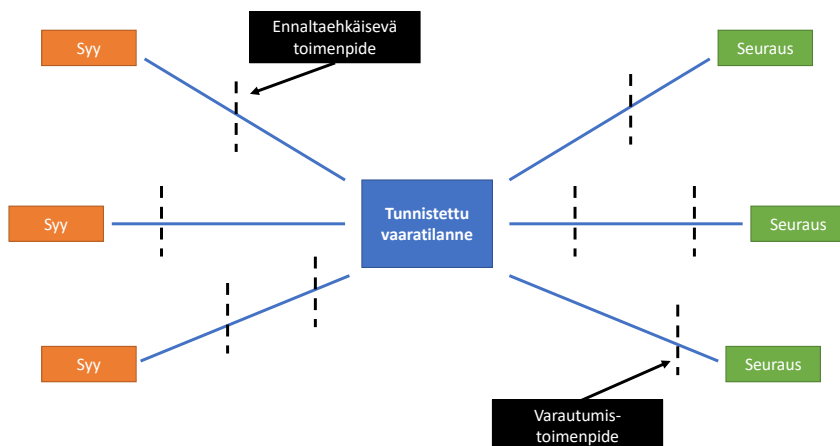 Ennaltaehkäisevä
toimenpide
Syy
Seuraus
Syy
Tunnistettu
vaaratilanne
Seuraus
Syy
Seuraus
Varautumis-
toimenpide